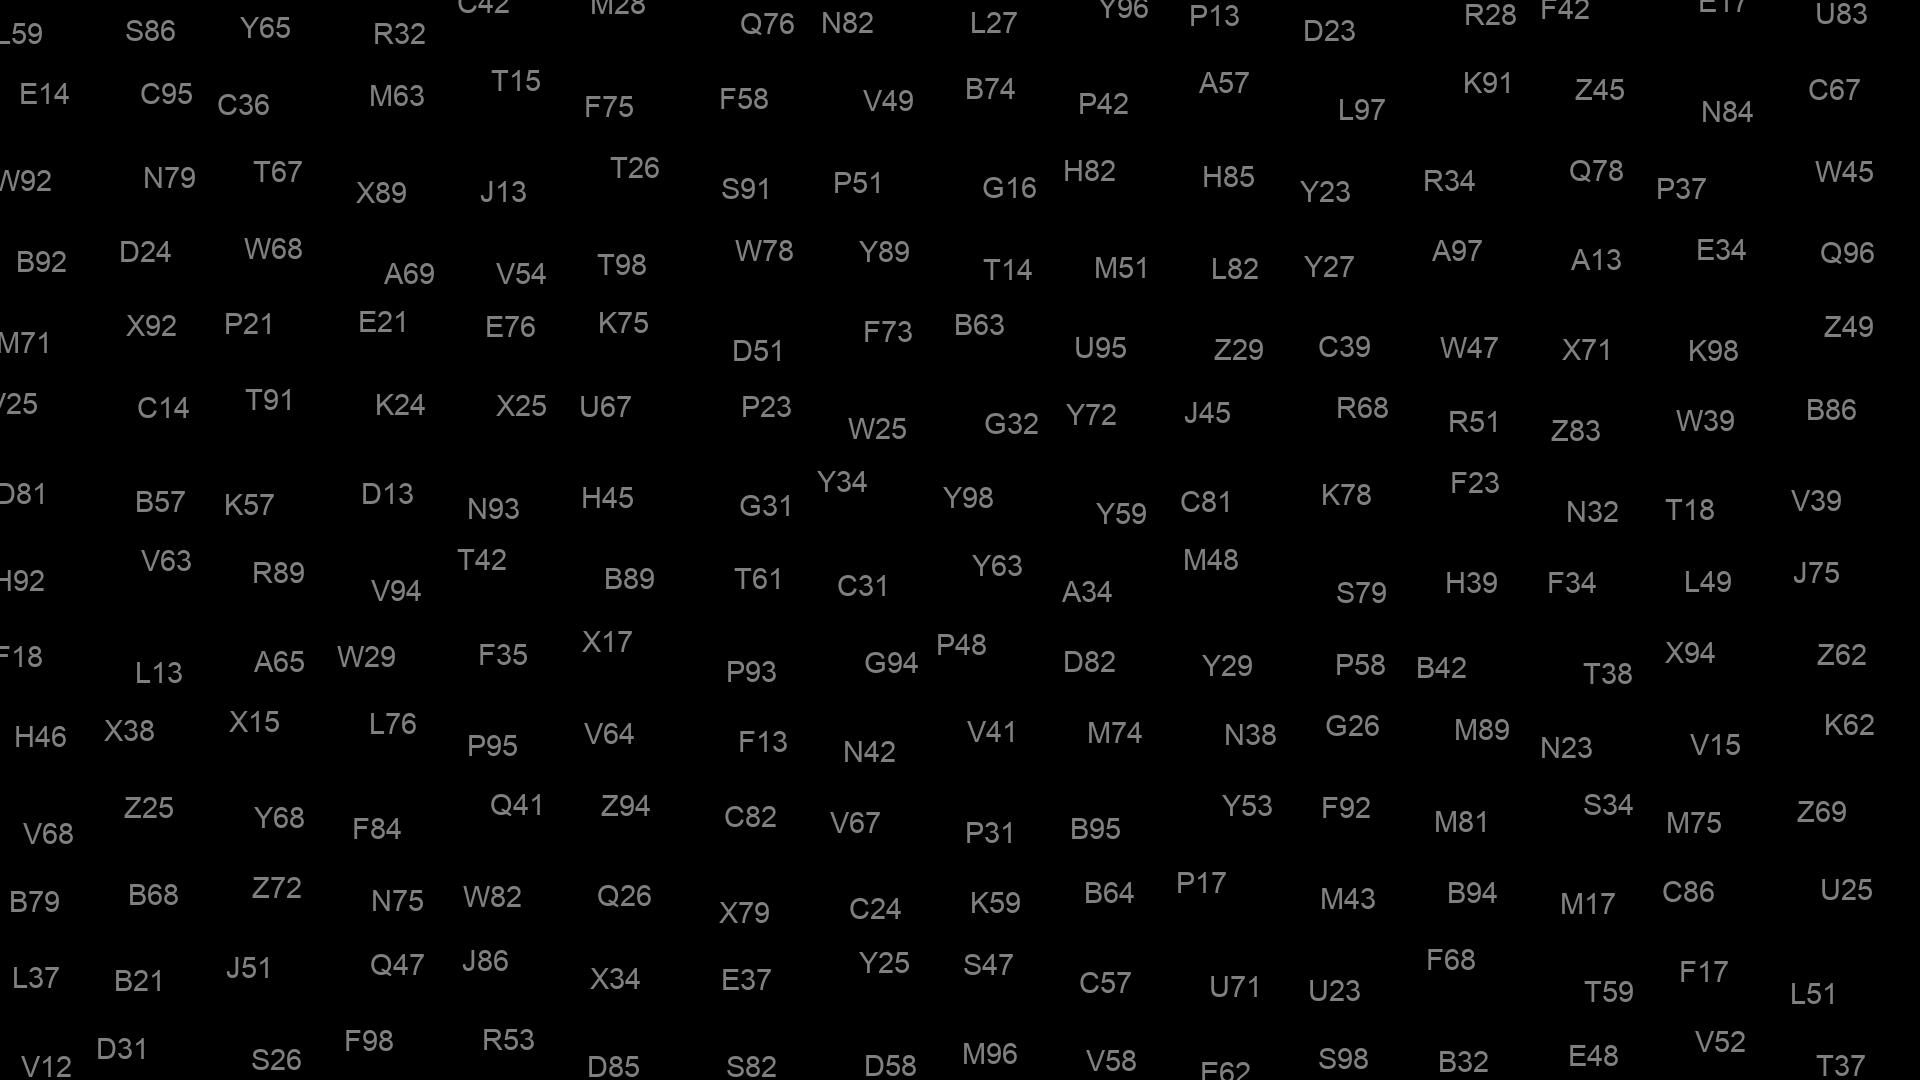 L59 S86 Y65 R32 C42 M28 Q76 N82 L27 Y96 P13 D23 R28 F42 E17 U83
E14 C95 C36 M63 T15 F75 F58 V49 B74 P42 A57 L97 K91 Z45 N84 C67
W92 N79 T67 X89 J13 T26 S91 P51 G16 H82 H85 Y23 R34 Q78 P37 W45
B92 D24 W68 A69 V54 T98 W78 Y89 T14 M51 L82 Y27 A97 A13 E34 Q96
M71 X92 P21 E21 E76 K75 D51 F73 B63 U95 Z29 C39 W47 X71 K98 Z49
V25 C14 T91 K24 X25 U67 P23 W25 G32 Y72 J45 R68 R51 Z83 W39 B86
D81 B57 K57 D13 N93 H45 G31 Y34 Y98 Y59 C81 K78 F23 N32 T18 V39
H92 V63 R89 V94 T42 B89 T61 C31 Y63 A34 M48 S79 H39 F34 L49 J75
F18 L13 A65 W29 F35 X17 P93 G94 P48 D82 Y29 P58 B42 T38 X94 Z62
H46 X38 X15 L76 P95 V64 F13 N42 V41 M74 N38 G26 M89 N23 V15 K62
V68 Z25 Y68 F84 Q41 Z94 C82 V67 P31 B95 Y53 F92 M81 S34 M75 Z69
B79 B68 Z72 N75 W82 Q26 X79 C24 K59 B64 P17 M43 B94 M17 C86 U25
L37 B21 J51 Q47 J86 X34 E37 Y25 S47 C57 U71 U23 F68 T59 F17 L51
V12 D31 S26 F98 R53 D85 S82 D58 M96 V58 S98 B32 E48 V52 T37